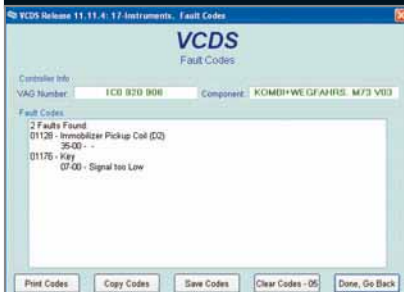 VCDS Release 11.11.4: 17-Instruments, Fault Codes
VCDS
Fault Codes
Controller Info
VAG Number: 1C0 920 906 Component: KOMBI+WEGFAHRS. M73 V03
Fault Codes
2 Faults Found:
01128 - Immobilizer Pickup Coil (D2)
35-00 - -
01176 - Key
07-00 - Signal too Low
Print Codes Copy Codes Save Codes Clear Codes - 05 Done, Go Back